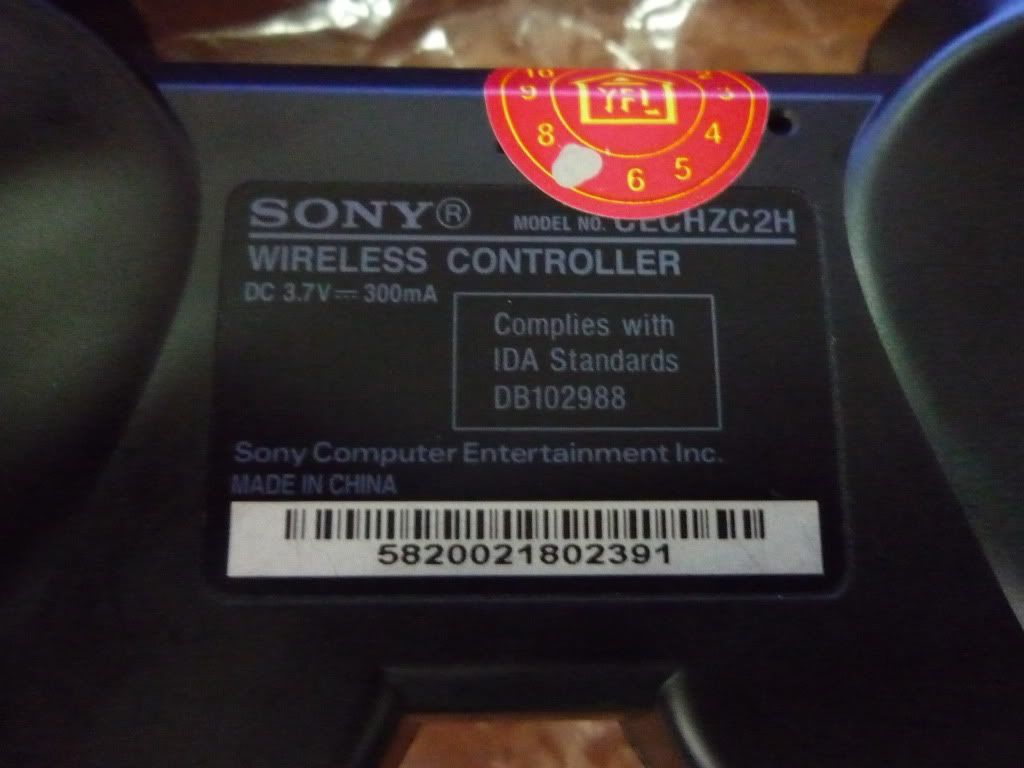 10 2
9 YFL 3
8 4
6 5
SONY® MODEL NO. CECHZC2H
WIRELESS CONTROLLER
DC 3.7V⎓300mA
Complies with
IDA Standards
DB102988
Sony Computer Entertainment Inc.
MADE IN CHINA
5820021802391